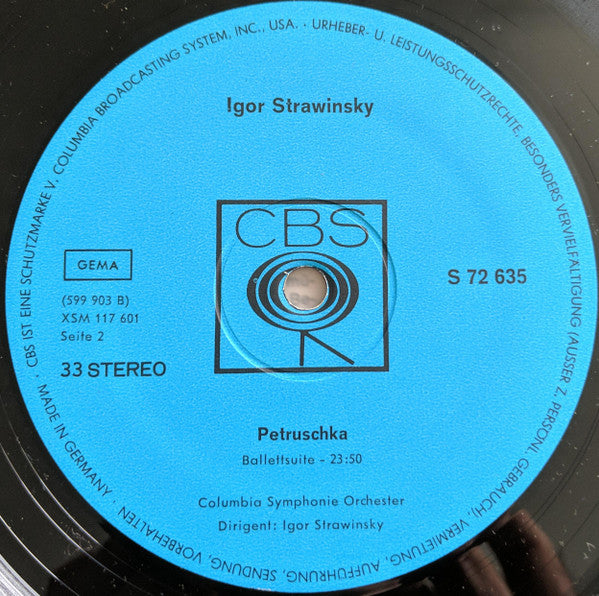 · CBS IST EINE SCHUTZMARKE V. COLUMBIA BROADCASTING SYSTEM, INC., USA. · URHEBER- U. LEISTUNGSSCHUTZRECHTE, BESONDERS VERVIELFÄLTIGUNG (AUSSER Z. PERSÖNL. GEBRAUCH), VERMIETUNG, AUFFÜHRUNG, SENDUNG, VORBEHALTEN · MADE IN GERMANY
Igor Strawinsky
CBS
GEMA
S 72 635
(599 903 B)
XSM 117 601
Seite 2
33 STEREO
Petruschka
Ballettsuite - 23:50
Columbia Symphonie Orchester
Dirigent: Igor Strawinsky